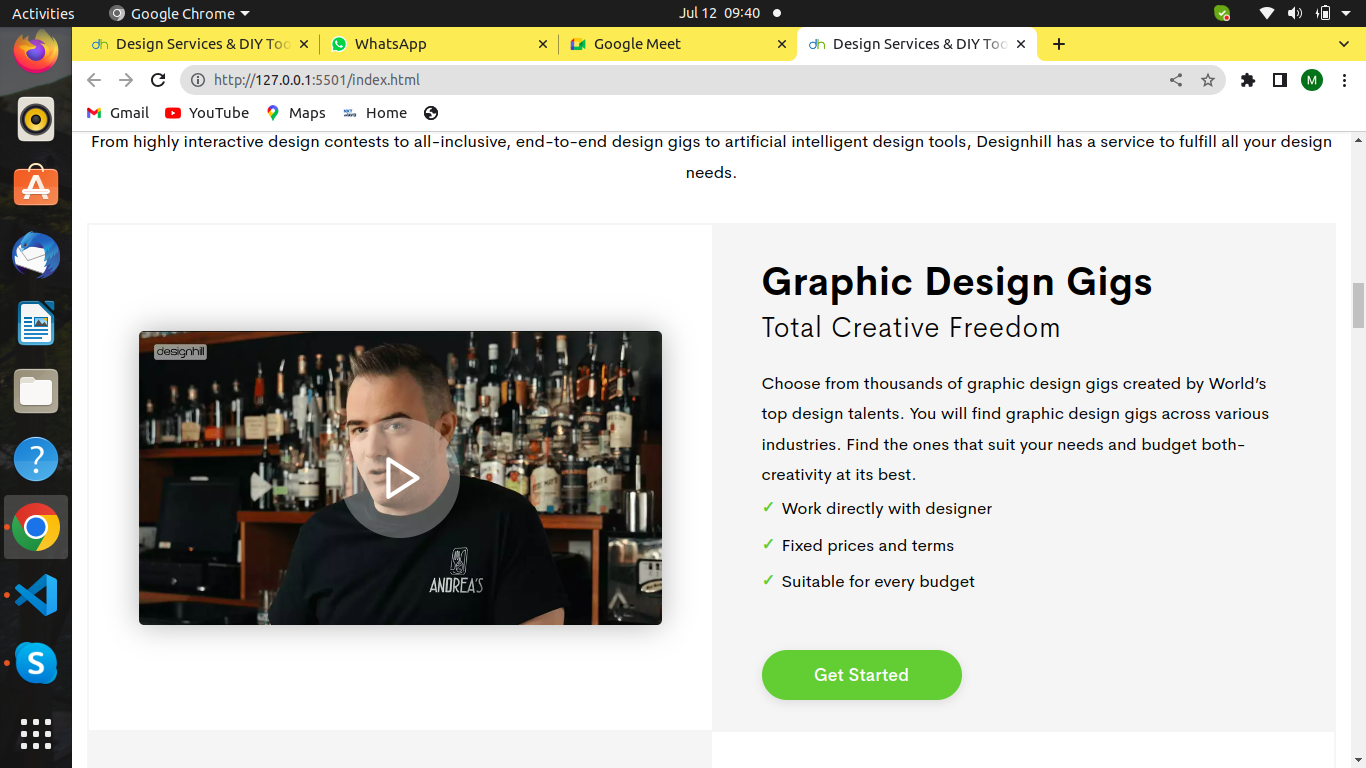 Activities
Google Chrome
Jul 12 09:40
Design Services & DIY Too
WhatsApp
Google Meet
Design Services & DIY Too
http://127.0.0.1:5501/index.html
M
Gmail
YouTube
Maps
Home
From highly interactive design contests to all-inclusive, end-to-end design gigs to artificial intelligent design tools, Designhill has a service to fulfill all your design
needs.
designhill
ANDREA'S
Graphic Design Gigs
Total Creative Freedom
Choose from thousands of graphic design gigs created by World’s
top design talents. You will find graphic design gigs across various
industries. Find the ones that suit your needs and budget both-
creativity at its best.
✓ Work directly with designer
✓ Fixed prices and terms
✓ Suitable for every budget
Get Started